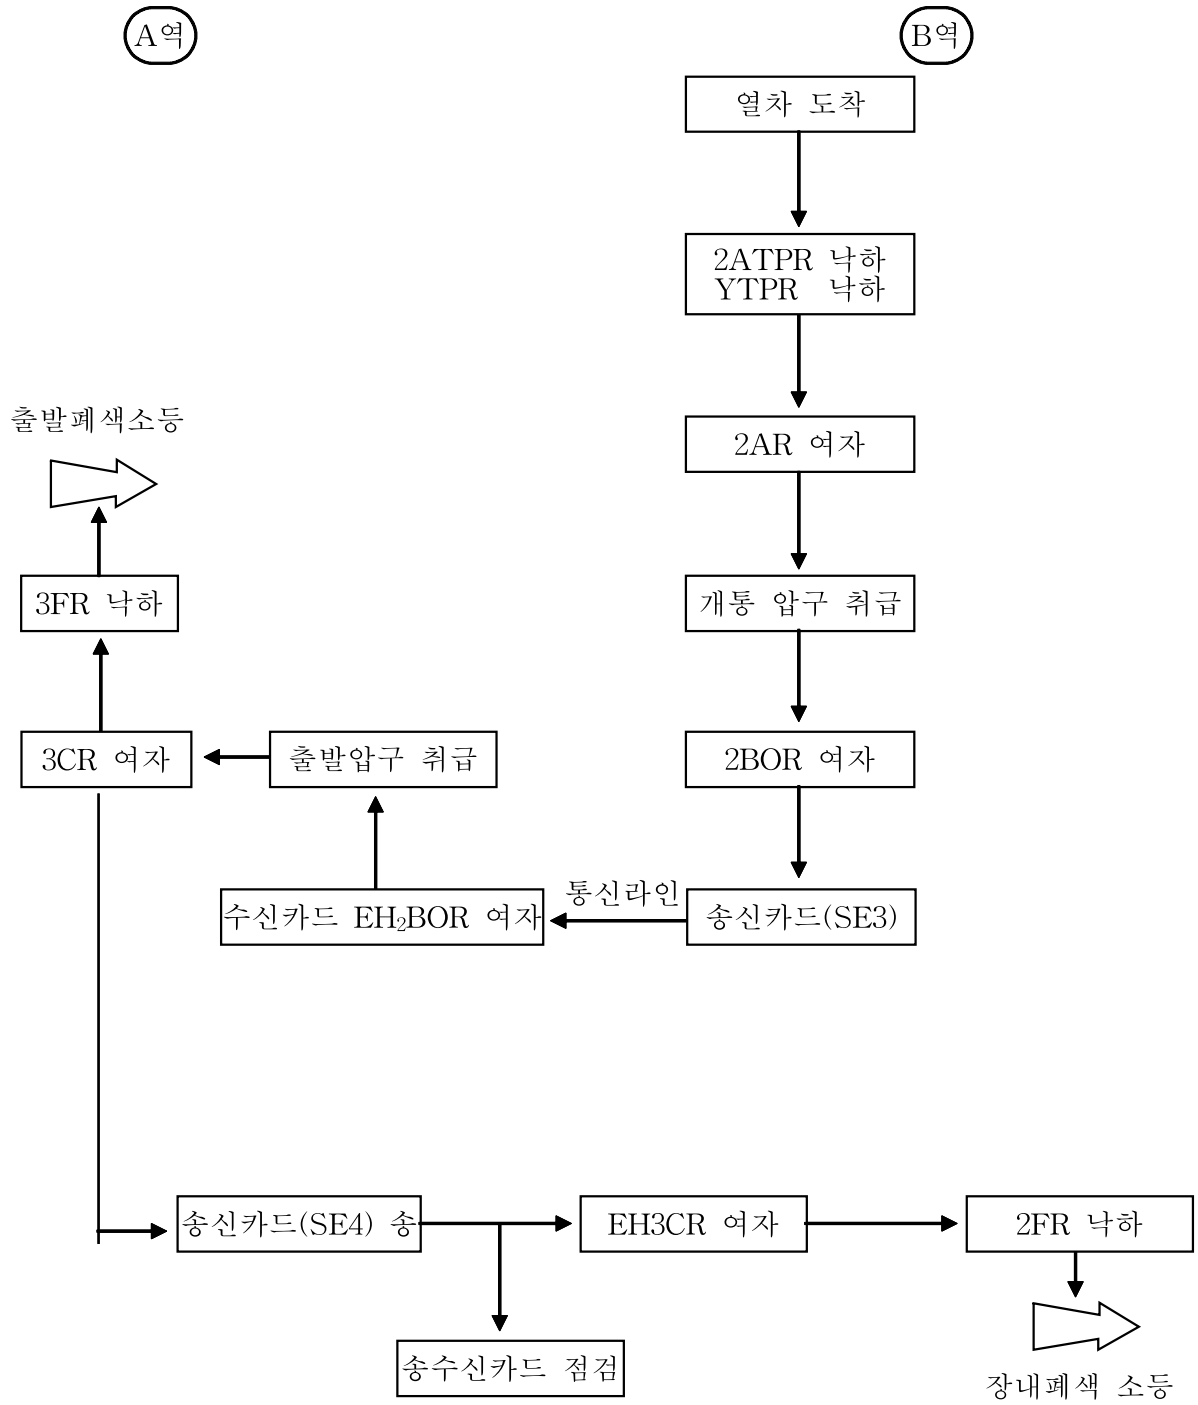 A역
B역
열차 도착
2ATPR 낙하
YTPR 낙하
2AR 여자
출발폐색소등
개통 압구 취급
3FR 낙하
3CR 여자
출발압구 취급
2BOR 여자
통신라인
수신카드 EH₂BOR 여자
송신카드(SE3)
송신카드(SE4) 송
EH3CR 여자
2FR 낙하
송수신카드 점검
장내폐색 소등